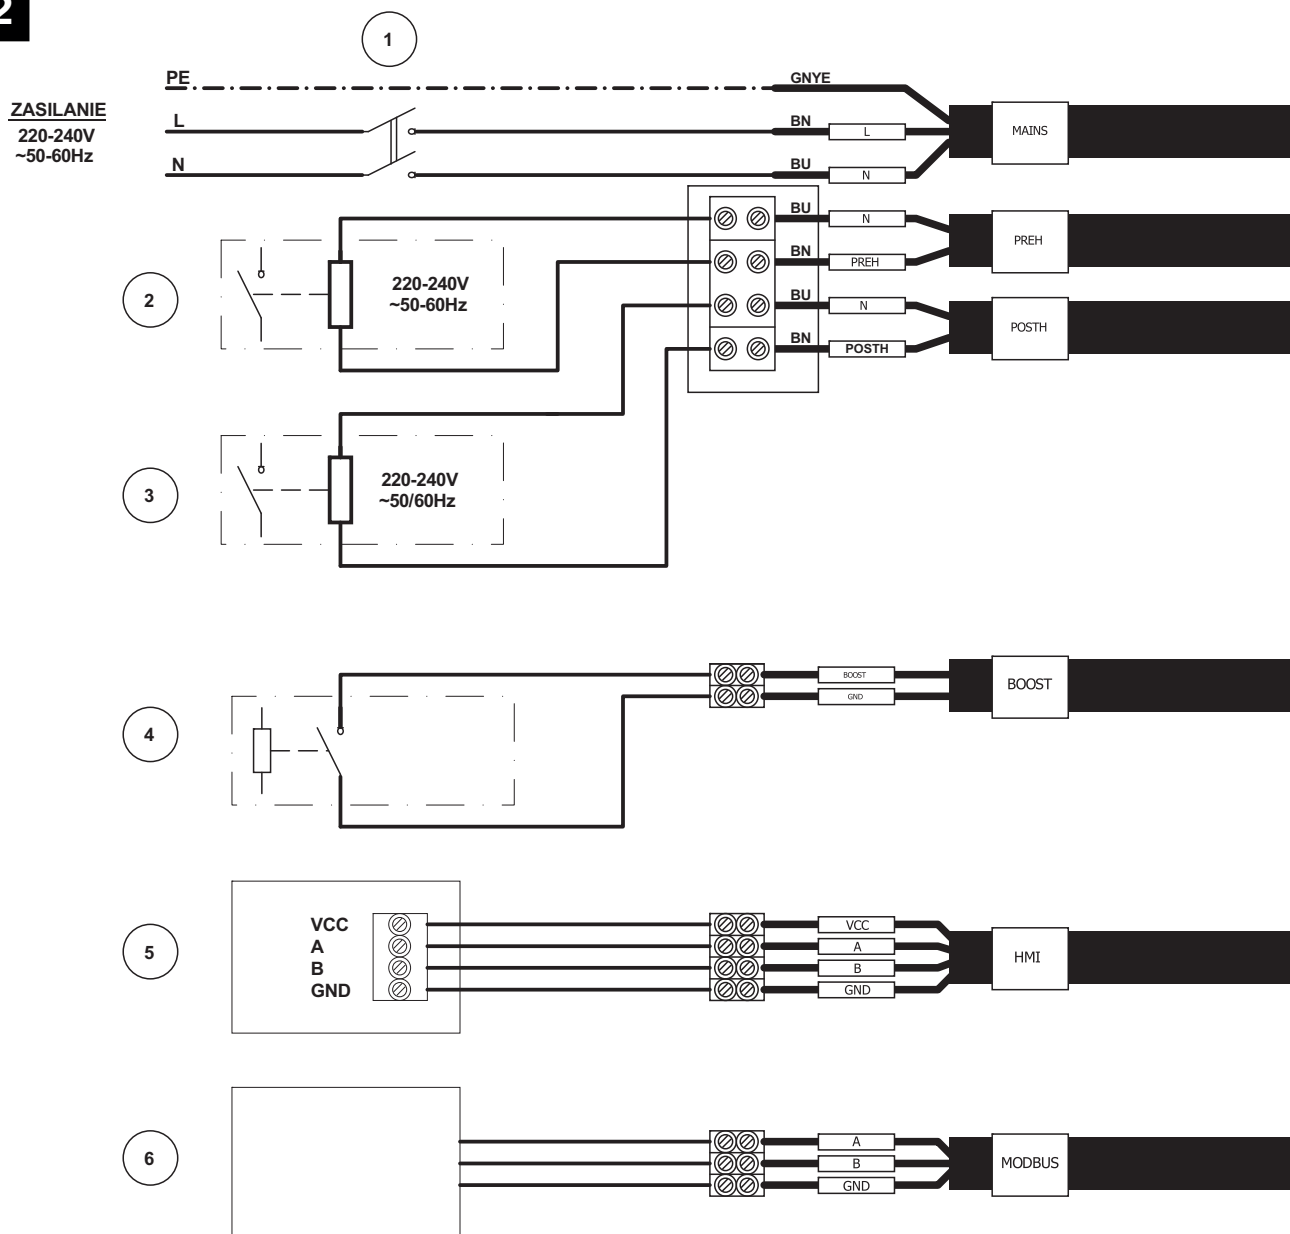 2
1
PE
GNYE
ZASILANIE
220-240V
~50-60Hz
L
BN
L
MAINS
N
BU
N
BU
N
PREH
BN
PREH
2
220-240V
~50-60Hz
BU
N
POSTH
BN
POSTH
3
220-240V
~50/60Hz
4
BOOST
GND
BOOST
5
VCC
A
B
GND
VCC
A
B
GND
HMI
6
A
B
GND
MODBUS